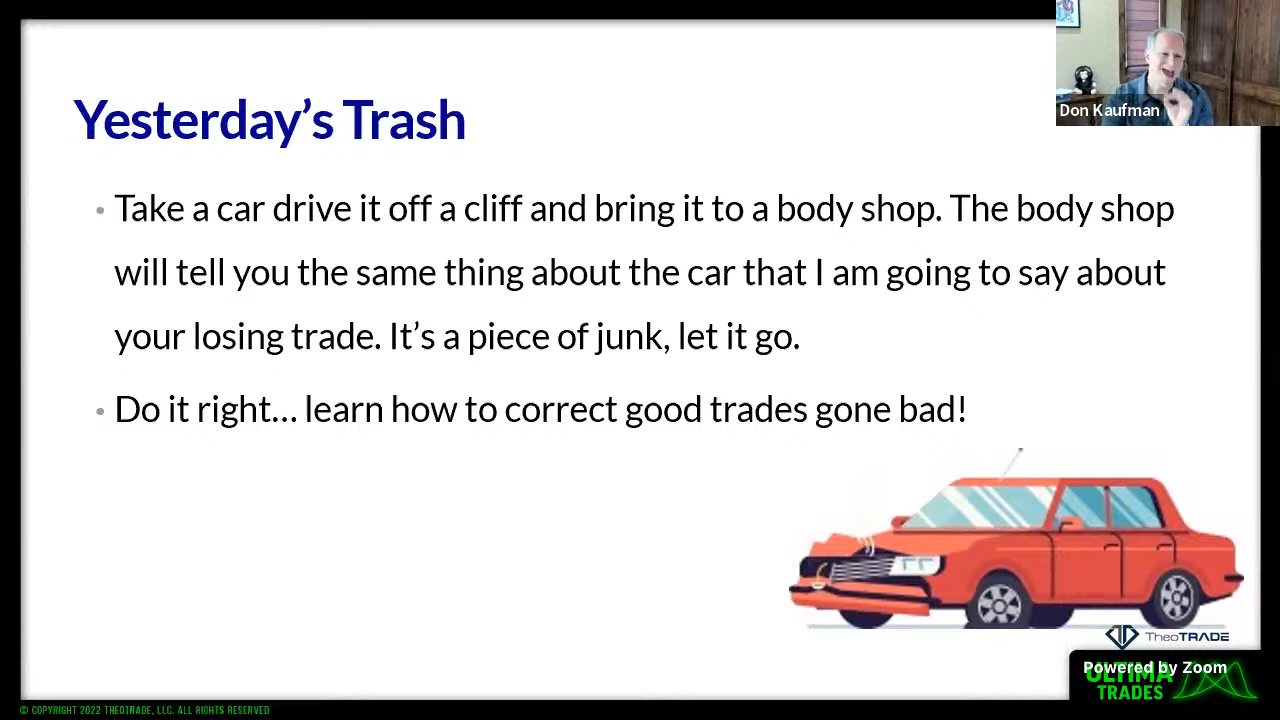 Don Kaufman
Yesterday’s Trash
• Take a car drive it off a cliff and bring it to a body shop. The body shop
will tell you the same thing about the car that I am going to say about
your losing trade. It’s a piece of junk, let it go.
• Do it right... learn how to correct good trades gone bad!
TheoTRADE
Powered by Zoom
ULTIMA
TRADES
© COPYRIGHT 2022 THEOTRADE, LLC. ALL RIGHTS RESERVED